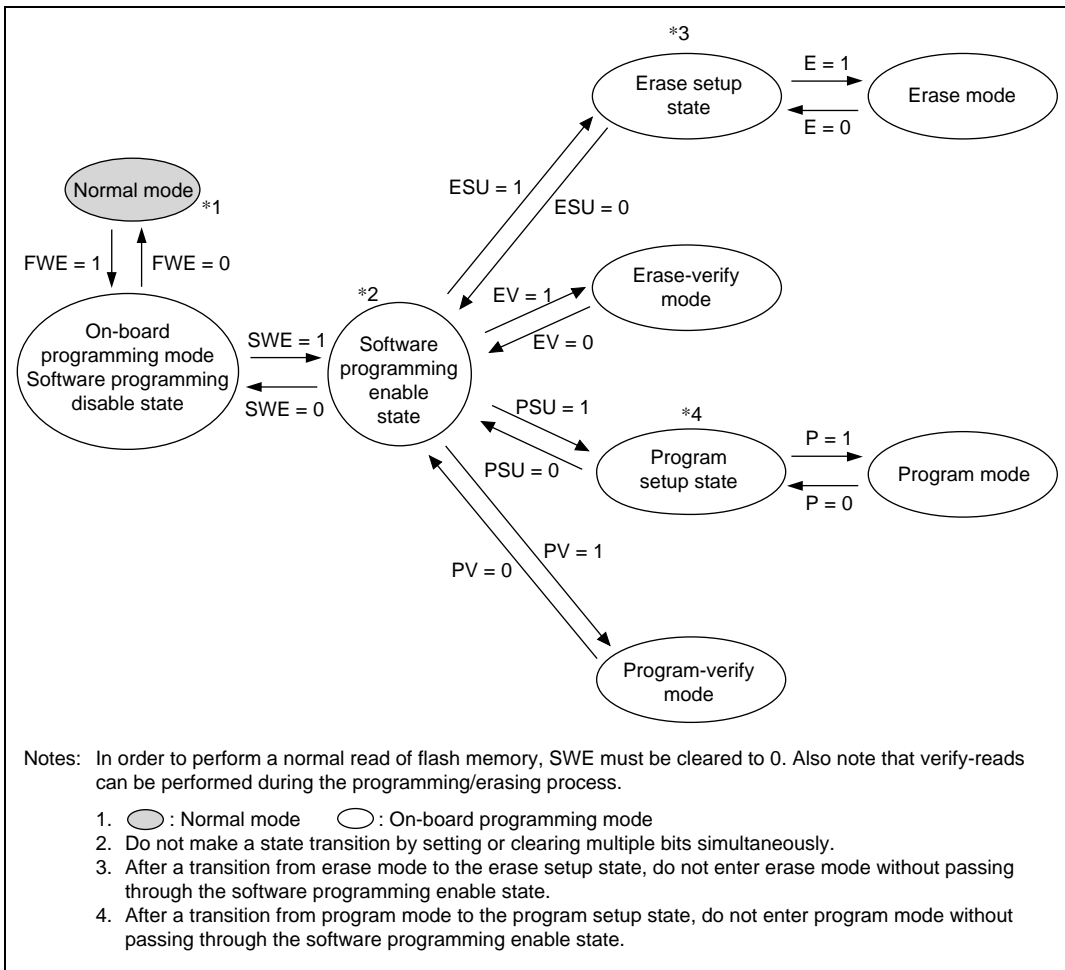 *3
Erase setup
state
E = 1
E = 0
Erase mode
Normal mode
*1
ESU = 1
ESU = 0
FWE = 1
FWE = 0
Erase-verify
mode
*2
EV = 1
EV = 0
On-board
programming mode
Software programming
disable state
SWE = 1
SWE = 0
Software
programming
enable
state
PSU = 1
PSU = 0
*4
Program
setup state
P = 1
P = 0
Program mode
PV = 1
PV = 0
Program-verify
mode
Notes: In order to perform a normal read of flash memory, SWE must be cleared to 0. Also note that verify-reads
can be performed during the programming/erasing process.
1. : Normal mode : On-board programming mode
2. Do not make a state transition by setting or clearing multiple bits simultaneously.
3. After a transition from erase mode to the erase setup state, do not enter erase mode without passing
through the software programming enable state.
4. After a transition from program mode to the program setup state, do not enter program mode without
passing through the software programming enable state.